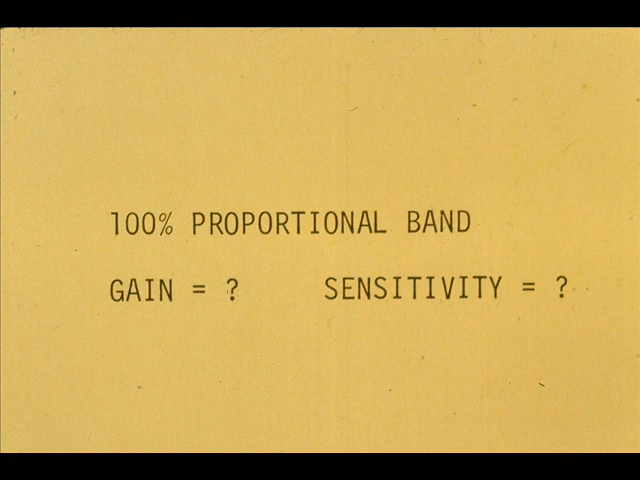 100% PROPORTIONAL BAND
GAIN = ? SENSITIVITY = ?